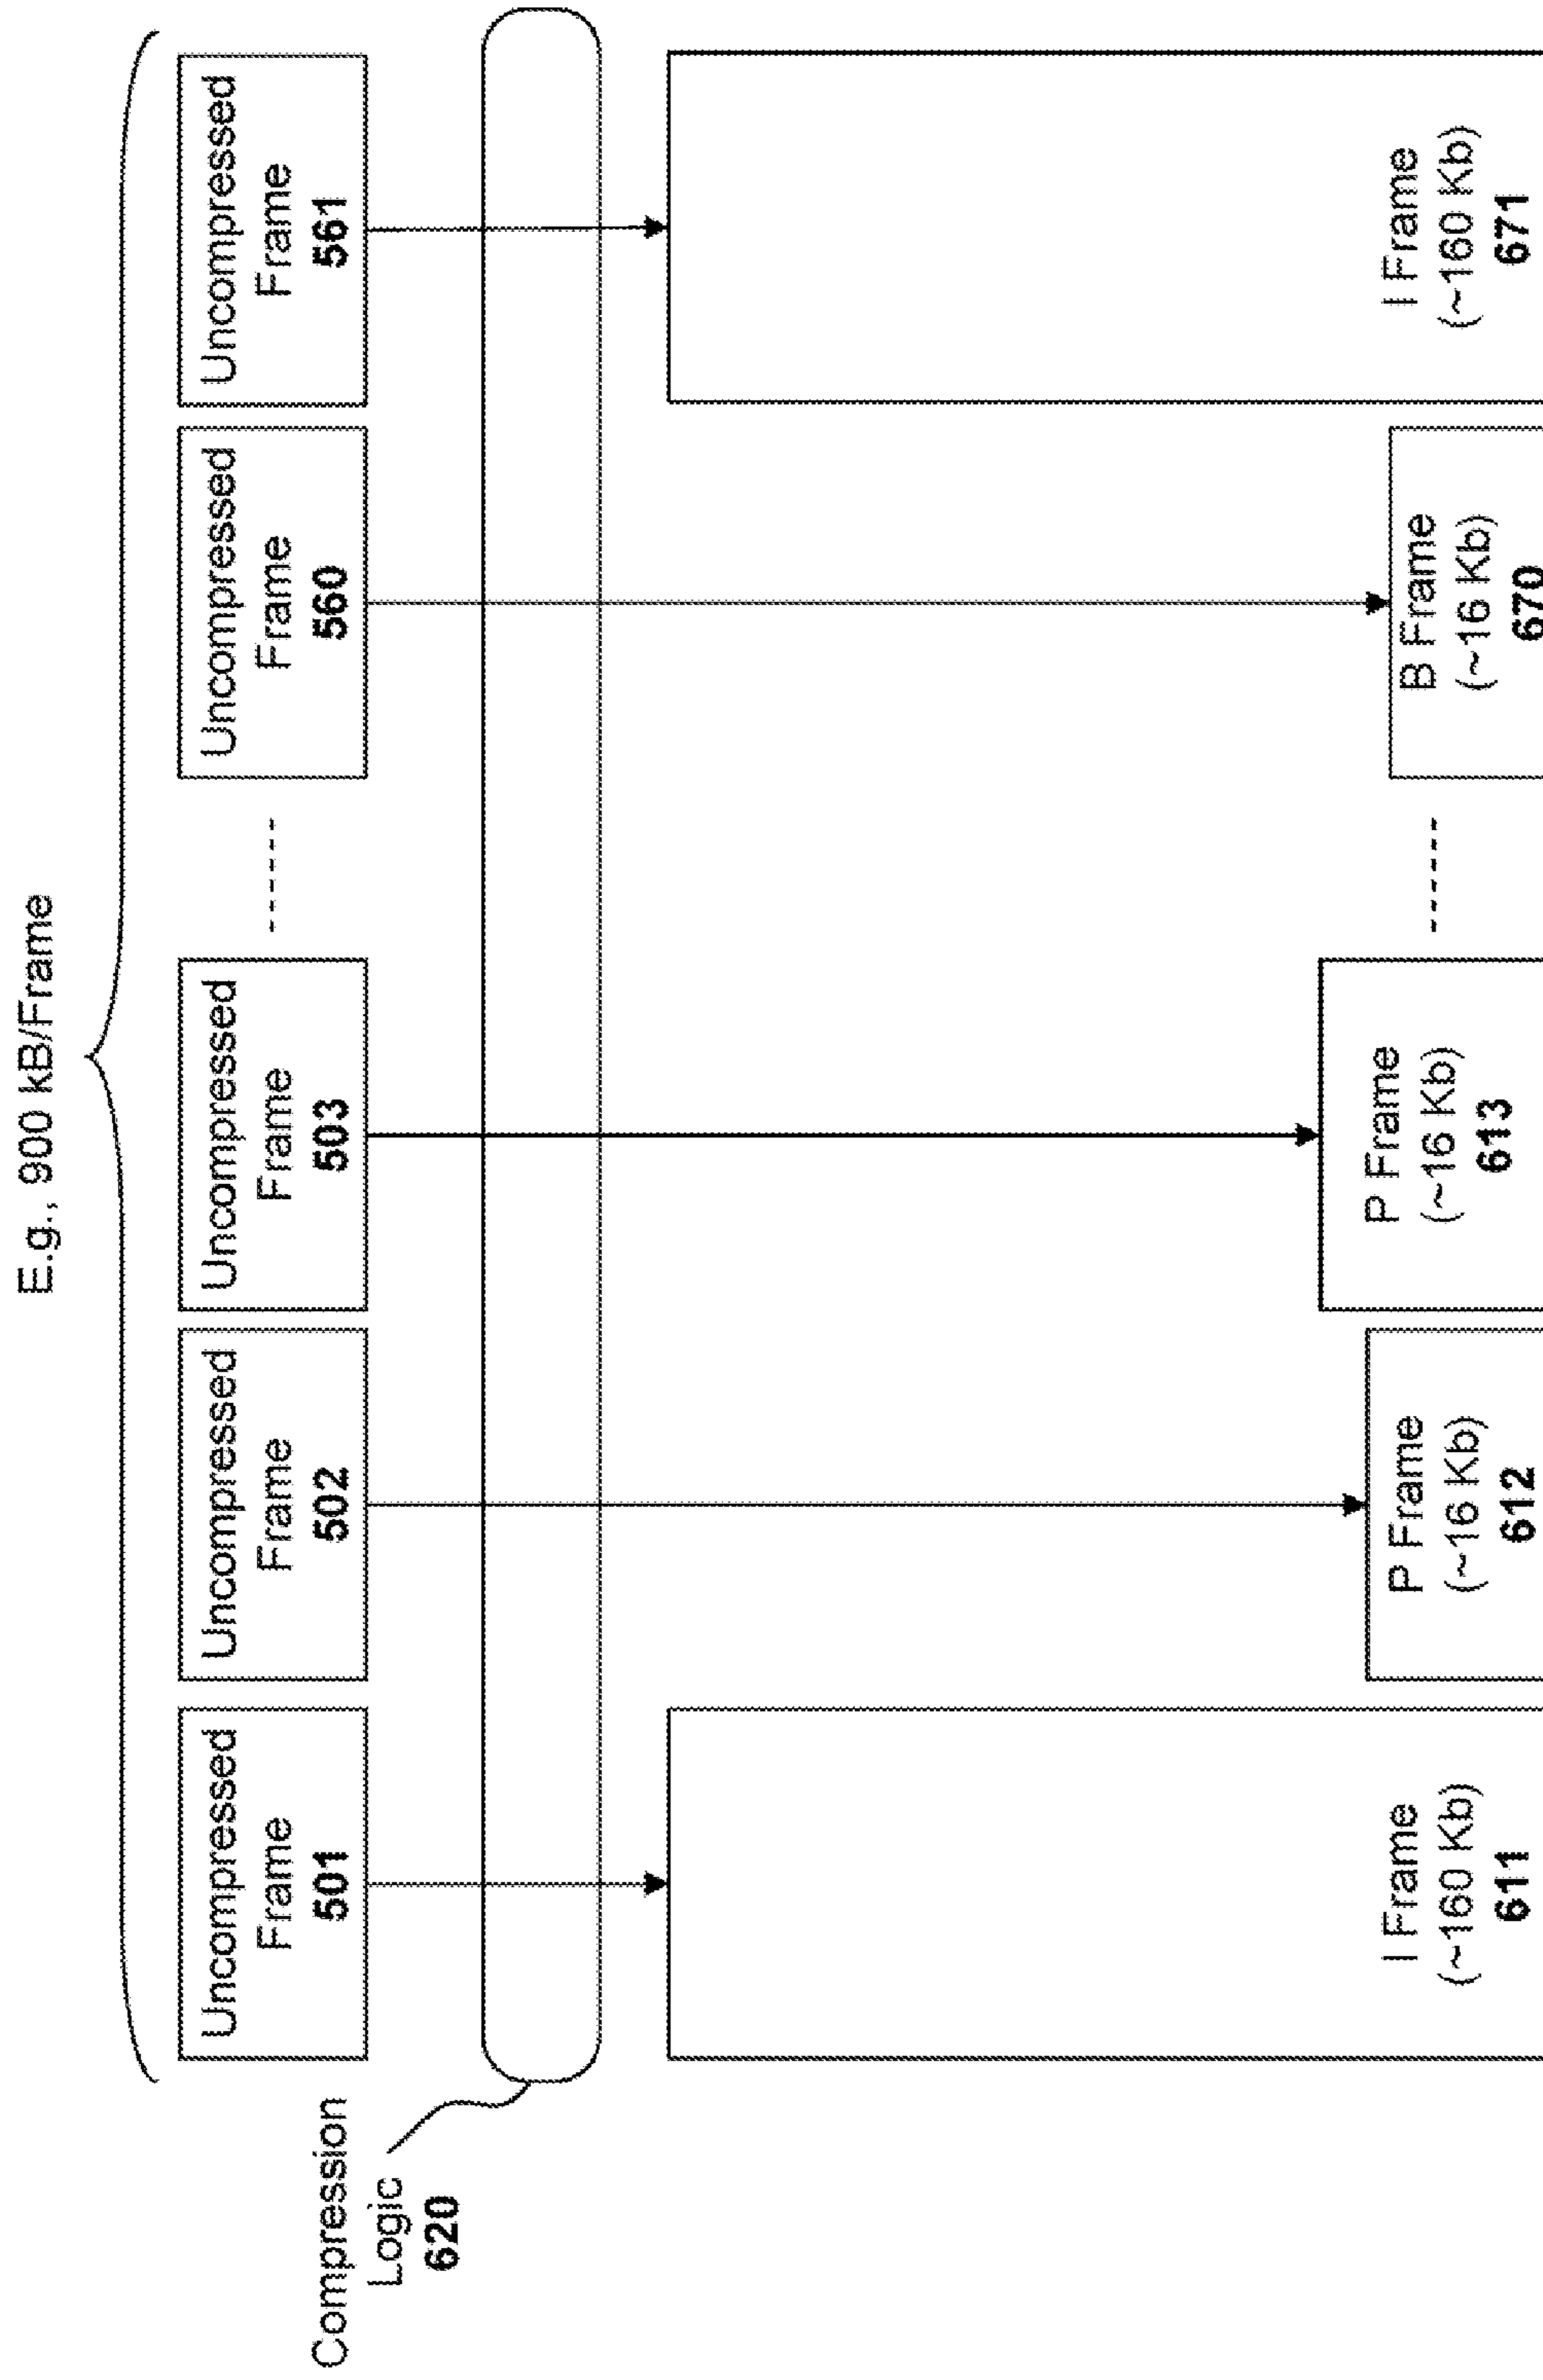 E.g., 900 kB/Frame
Uncompressed
Frame
501
Uncompressed
Frame
502
Uncompressed
Frame
503
------
Uncompressed
Frame
560
Uncompressed
Frame
561
Compression
Logic
620
I Frame
(~160 Kb)
611
P Frame
(~16 Kb)
612
P Frame
(~16 Kb)
613
------
B Frame
(~16 Kb)
670
I Frame
(~160 Kb)
671